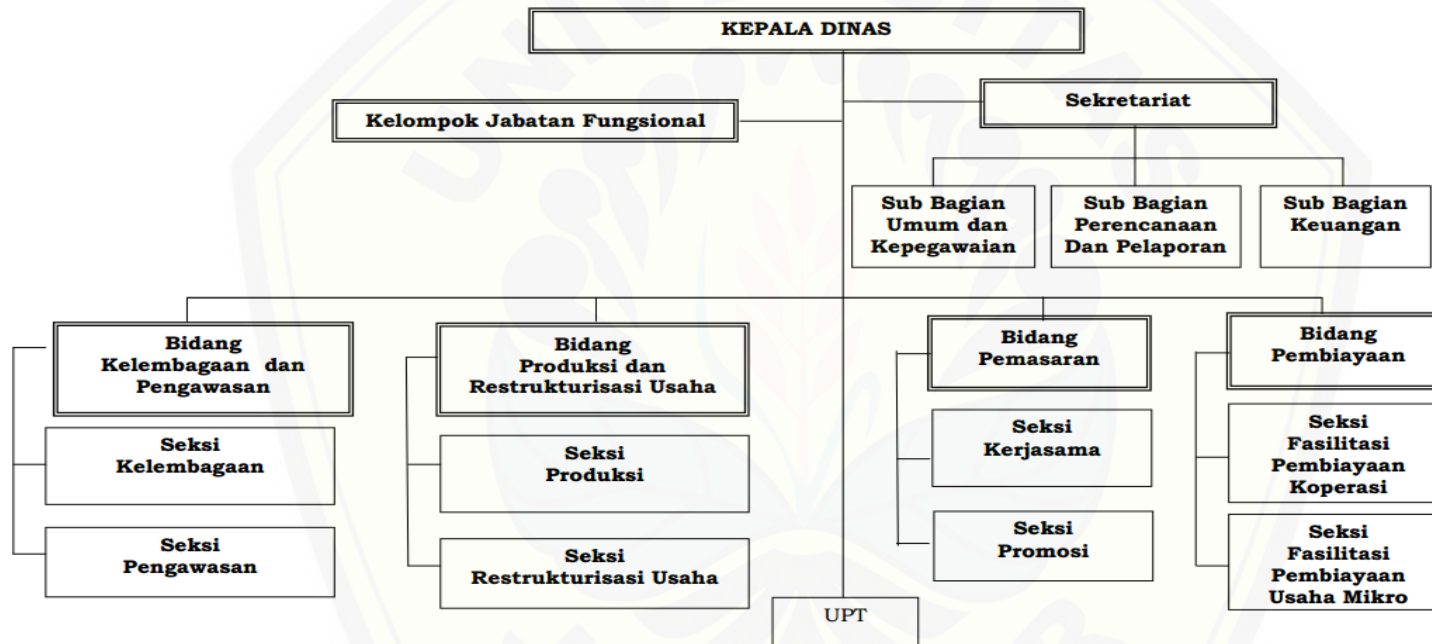 KEPALA DINAS
Sekretariat
Kelompok Jabatan Fungsional
Sub Bagian
Umum dan
Kepegawaian
Sub Bagian
Perencanaan
Dan Pelaporan
Sub Bagian
Keuangan
Bidang
Kelembagaan dan
Pengawasan
Seksi
Kelembagaan
Seksi
Pengawasan
Bidang
Produksi dan
Restrukturisasi Usaha
Seksi
Produksi
Seksi
Restrukturisasi Usaha
Bidang
Pemasaran
Seksi
Kerjasama
Seksi
Promosi
Bidang
Pembiayaan
Seksi
Fasilitasi
Pembiayaan
Koperasi
Seksi
Fasilitasi
Pembiayaan
Usaha Mikro
UPT
UNIVERSITAS